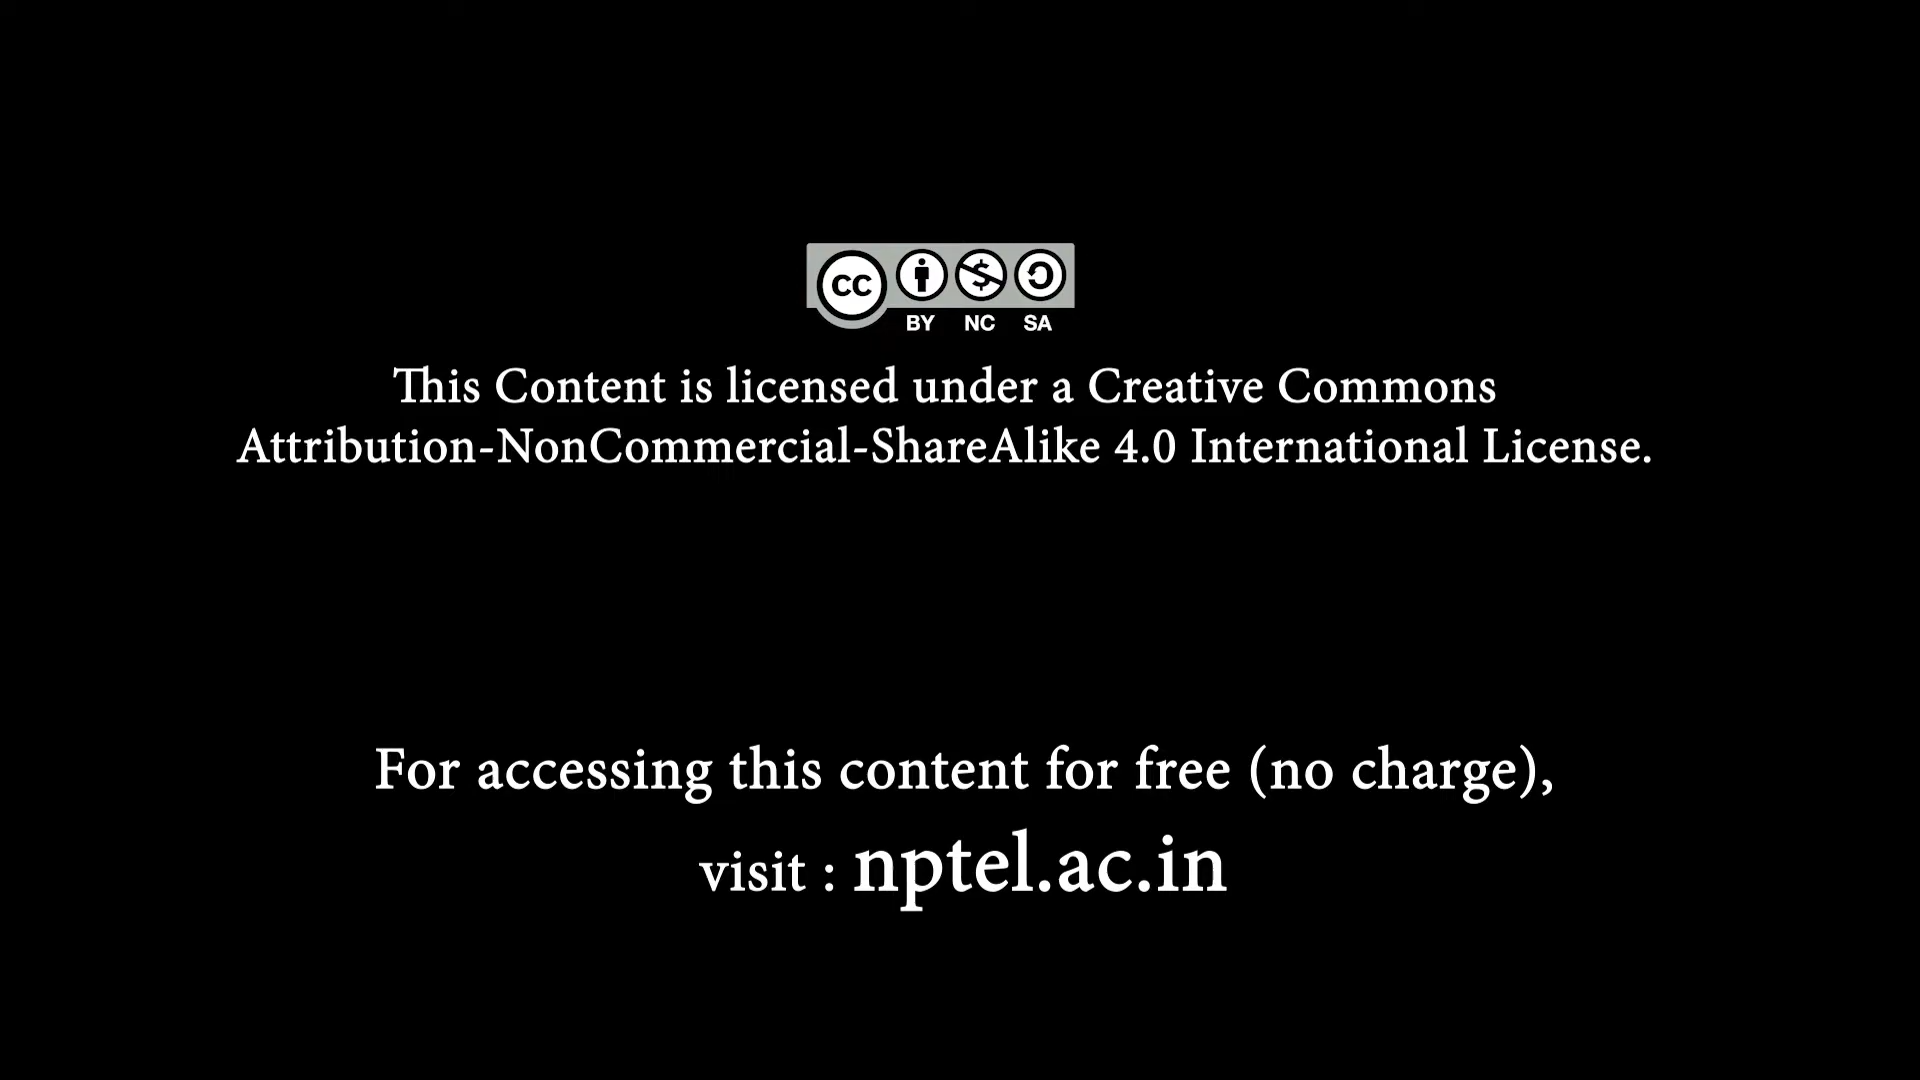 cc
BY NC SA
This Content is licensed under a Creative Commons
Attribution-NonCommercial-ShareAlike 4.0 International License.
For accessing this content for free (no charge),
visit : nptel.ac.in